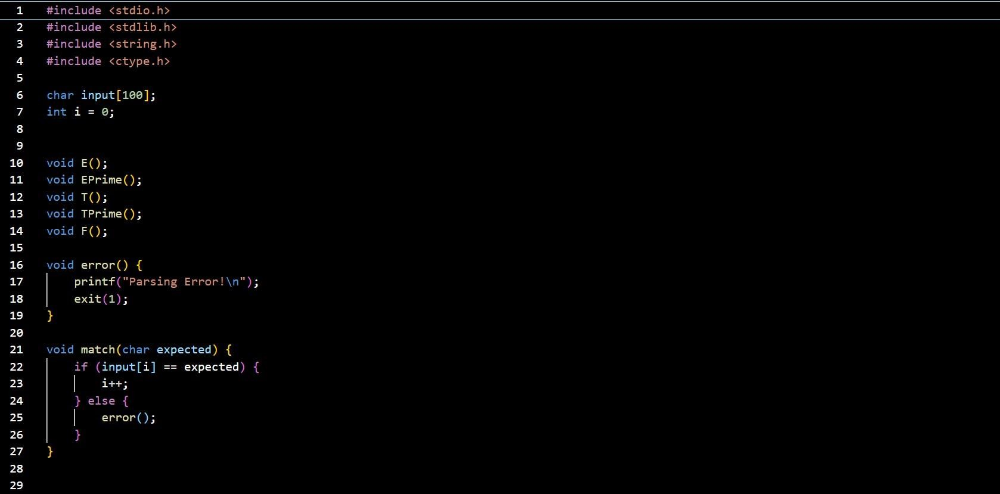 1 #include <stdio.h>
2 #include <stdlib.h>
3 #include <string.h>
4 #include <ctype.h>
5
6 char input[100];
7 int i = 0;
8
9
10 void E();
11 void EPrime();
12 void T();
13 void TPrime();
14 void F();
15
16 void error() {
17     printf("Parsing Error!\n");
18     exit(1);
19 }
20
21 void match(char expected) {
22     if (input[i] == expected) {
23         i++;
24     } else {
25         error();
26     }
27 }
28
29